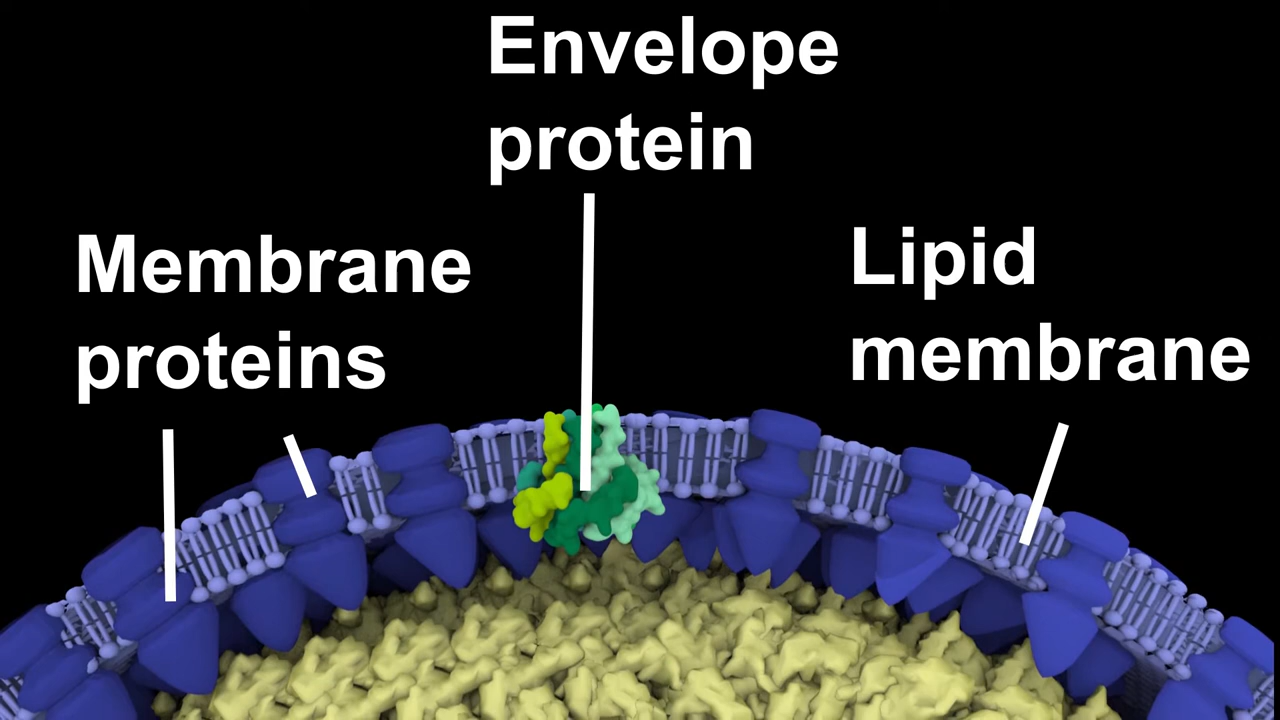 Envelope
protein
Membrane
proteins
Lipid
membrane